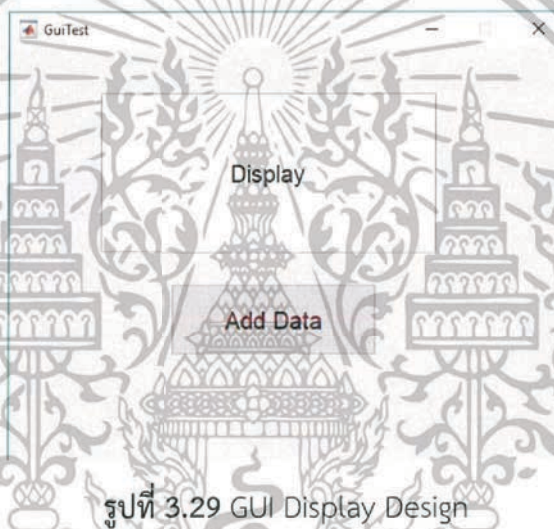 GuiTest
Display
Add Data
รูปที่ 3.29 GUI Display Design